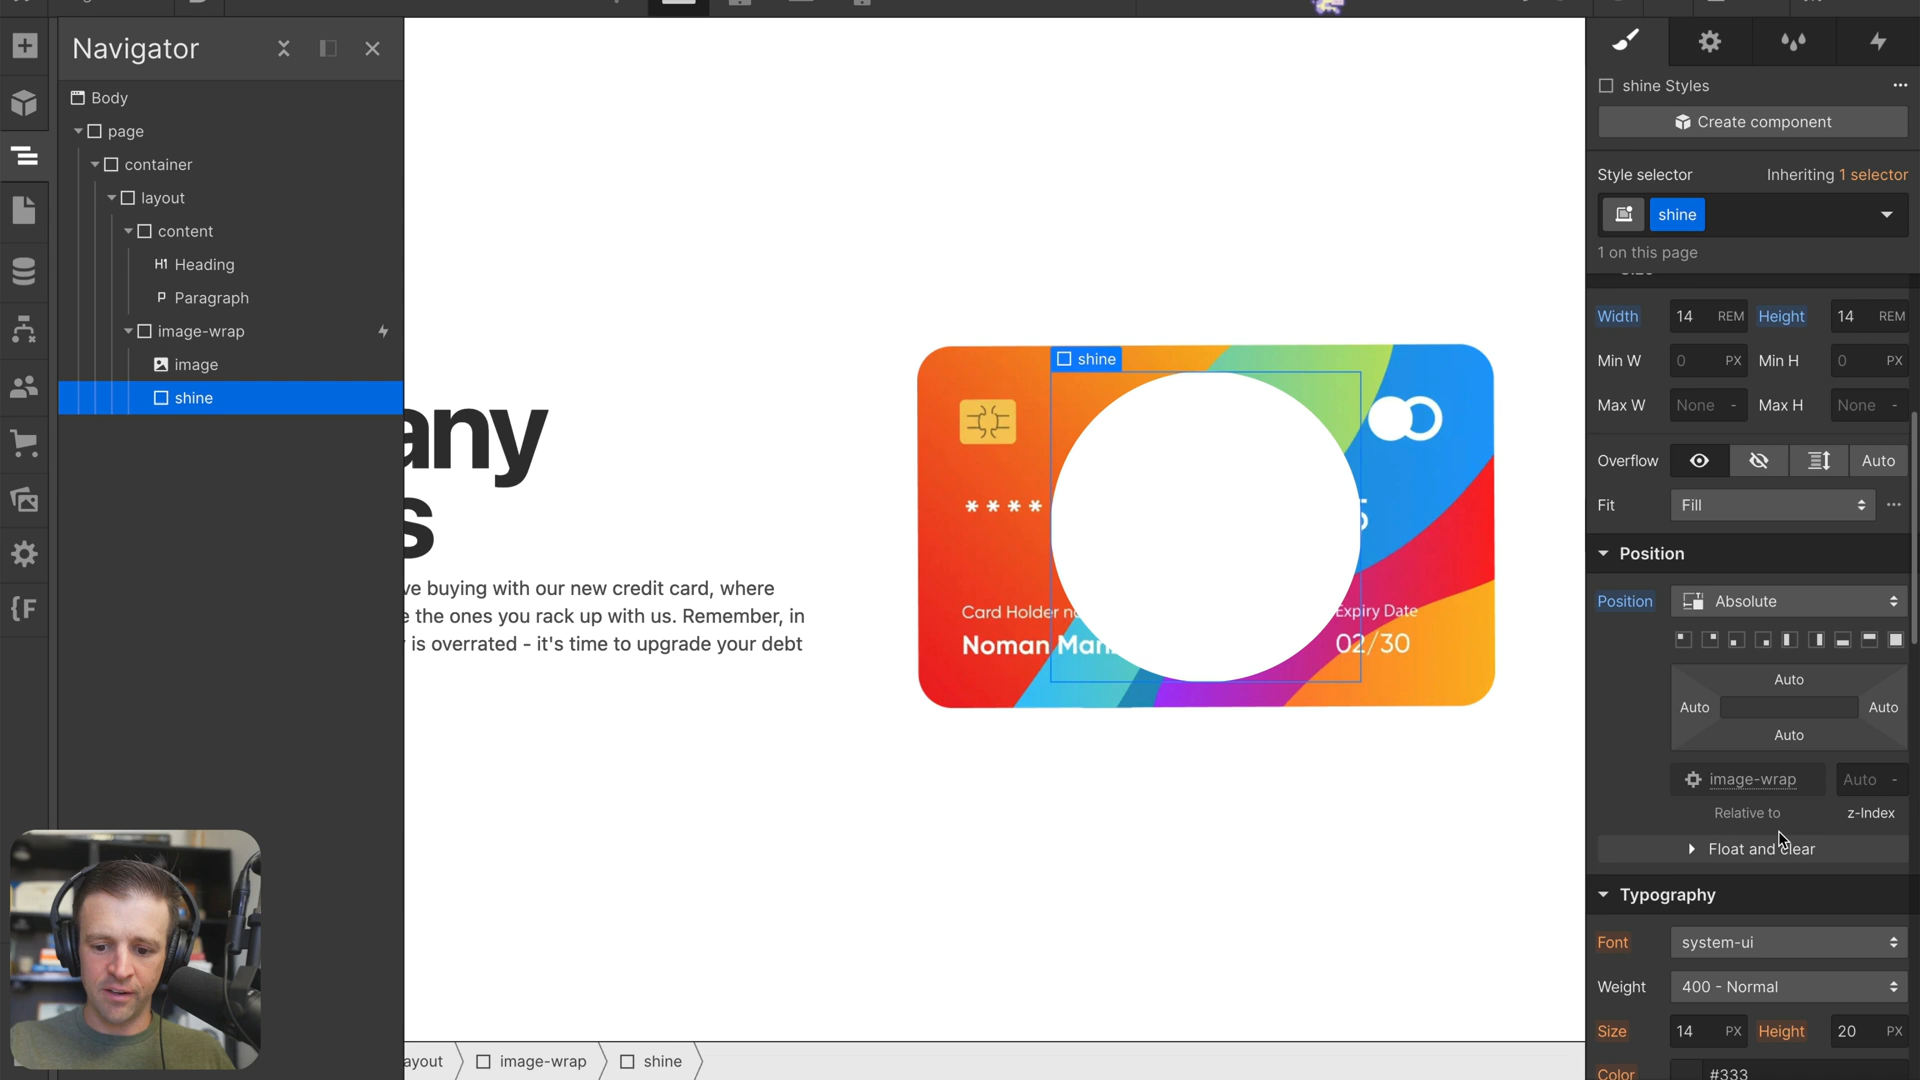 Navigator
Body
page
container
layout
content
H1 Heading
P Paragraph
image-wrap
image
shine
any
s
ve buying with our new credit card, where
e the ones you rack up with us. Remember, in
is overrated - it's time to upgrade your debt
shine
****
5
Card Holder n
Noman Man
Expiry Date
02/30
ayout
image-wrap
shine
shine Styles
Create component
Style selector
Inheriting 1 selector
shine
1 on this page
Width 14 REM Height 14 REM
Min W 0 PX Min H 0 PX
Max W None - Max H None -
Overflow Auto
Fit Fill
Position
Position Absolute
Auto
Auto Auto
Auto
image-wrap Auto -
Relative to z-Index
Float and clear
Typography
Font system-ui
Weight 400 - Normal
Size 14 PX Height 20 PX
Color #333